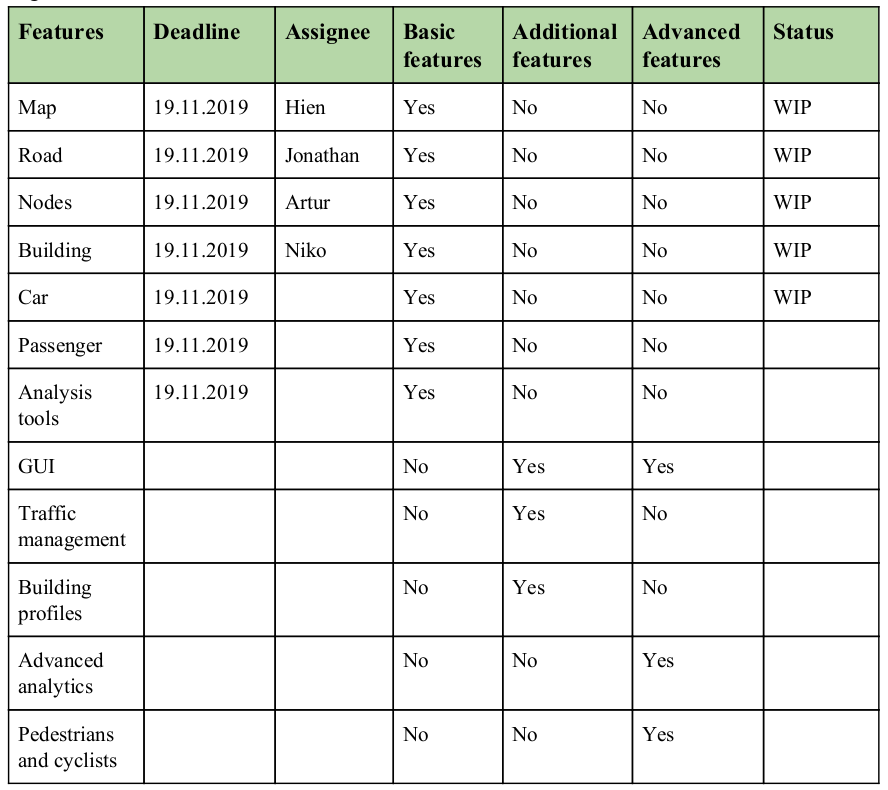 Features Deadline Assignee Basic features Additional features Advanced features Status
Map 19.11.2019 Hien Yes No No WIP
Road 19.11.2019 Jonathan Yes No No WIP
Nodes 19.11.2019 Artur Yes No No WIP
Building 19.11.2019 Niko Yes No No WIP
Car 19.11.2019 Yes No No WIP
Passenger 19.11.2019 Yes No No
Analysis tools 19.11.2019 Yes No No
GUI No Yes Yes
Traffic management No Yes No
Building profiles No Yes No
Advanced analytics No No Yes
Pedestrians and cyclists No No Yes